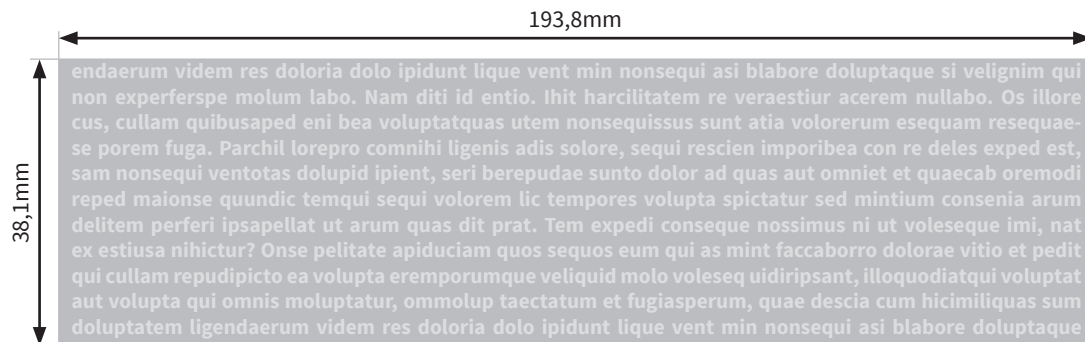 193,8mm
38,1mm
endaerum videm res doloria dolo ipidunt lique vent min nonsequi asi blabore doluptaque si velignim qui
non experferspe molum labo. Nam diti id entio. Ihit harcilitatem re veraestiur acerem nullabo. Os illore
cus, cullam quibusaped eni bea voluptatquas utem nonsequissus sunt atia volorerum esequam resequae-
se porem fuga. Parchil lorepro comnihi ligenis adis solore, sequi rescien imporibea con re deles exped est,
sam nonsequi ventotas dolupid ipient, seri berepudae sunto dolor ad quas aut omniet et quaecab oremodi
reped maionse quundic temqui sequi volorem lic tempores volupta spictatur sed mintium consenia arum
delitem perferi ipsapellat ut arum quas dit prat. Tem expedi conseque nossimus ni ut voleseque imi, nat
ex estiusa nihictur? Onse pelitate apiduciam quos sequos eum qui as mint faccaborro dolorae vitio et pedit
qui cullam repudipicto ea volupta eremporumque veliquid molo voleseq uidiripsant, illoquodiatqui voluptat
aut volupta qui omnis moluptatur, ommolup taectatum et fugiasperun, quae descia cum hicimiliquas sum
doluptatem ligendaerum videm res doloria dolo ipidunt lique vent min nonsequi asi blabore doluptaque